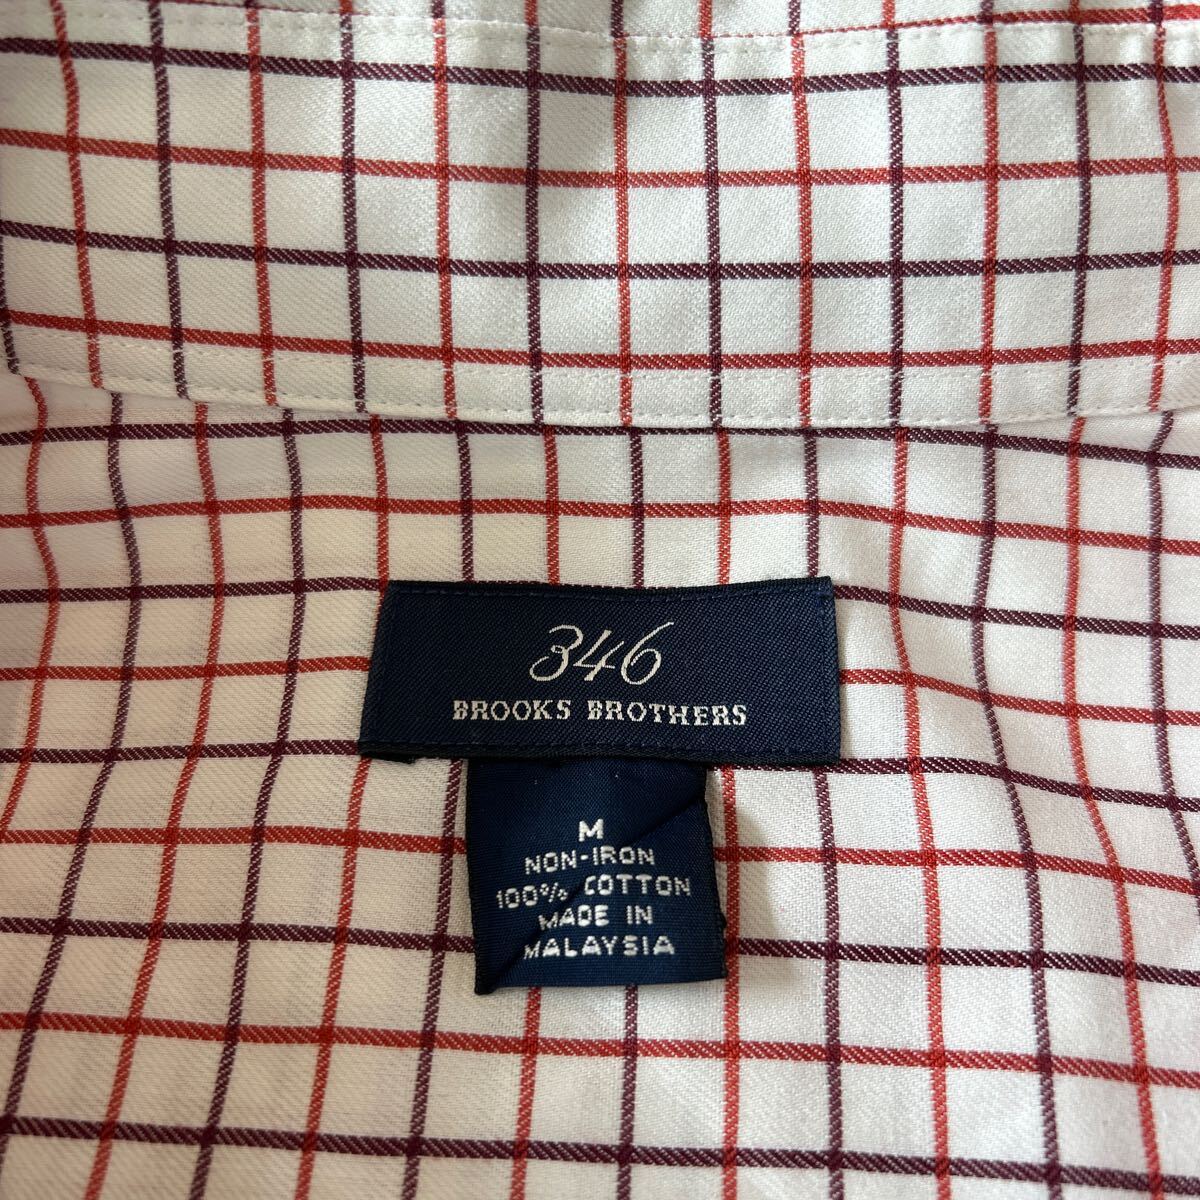 346
BROOKS BROTHERS
M
NON-IRON
100% COTTON
MADE IN
MALAYSIA